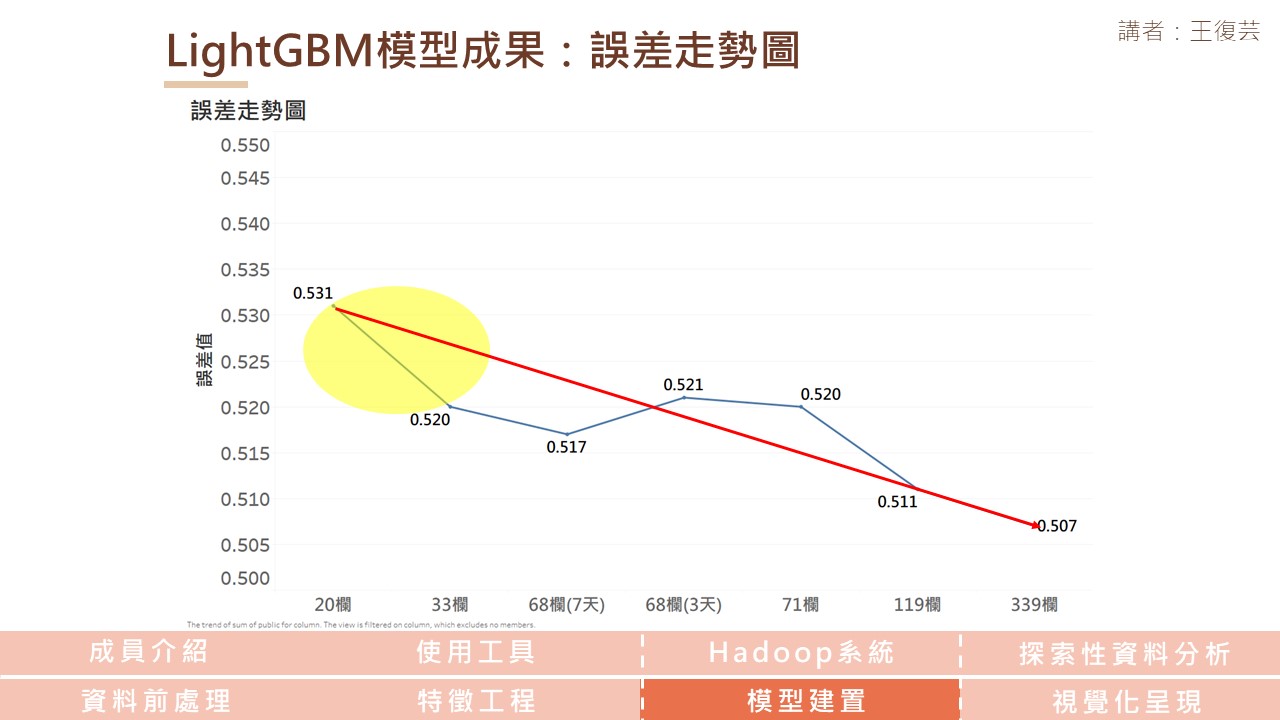 LightGBM模型成果：誤差走勢圖
講者：王復芸
誤差走勢圖
0.550
0.545
0.540
0.535
0.530
0.525
0.520
0.515
0.510
0.505
0.500
誤差值
0.531
0.520
0.517
0.521
0.520
0.511
0.507
20欄 33欄 68欄(7天) 68欄(3天) 71欄 119欄 339欄
The trend of sum of public for column. The view is filtered on column, which excludes no members.
成員介紹 使用工具 Hadoop系統 探索性資料分析
資料前處理 特徵工程 模型建置 視覺化呈現